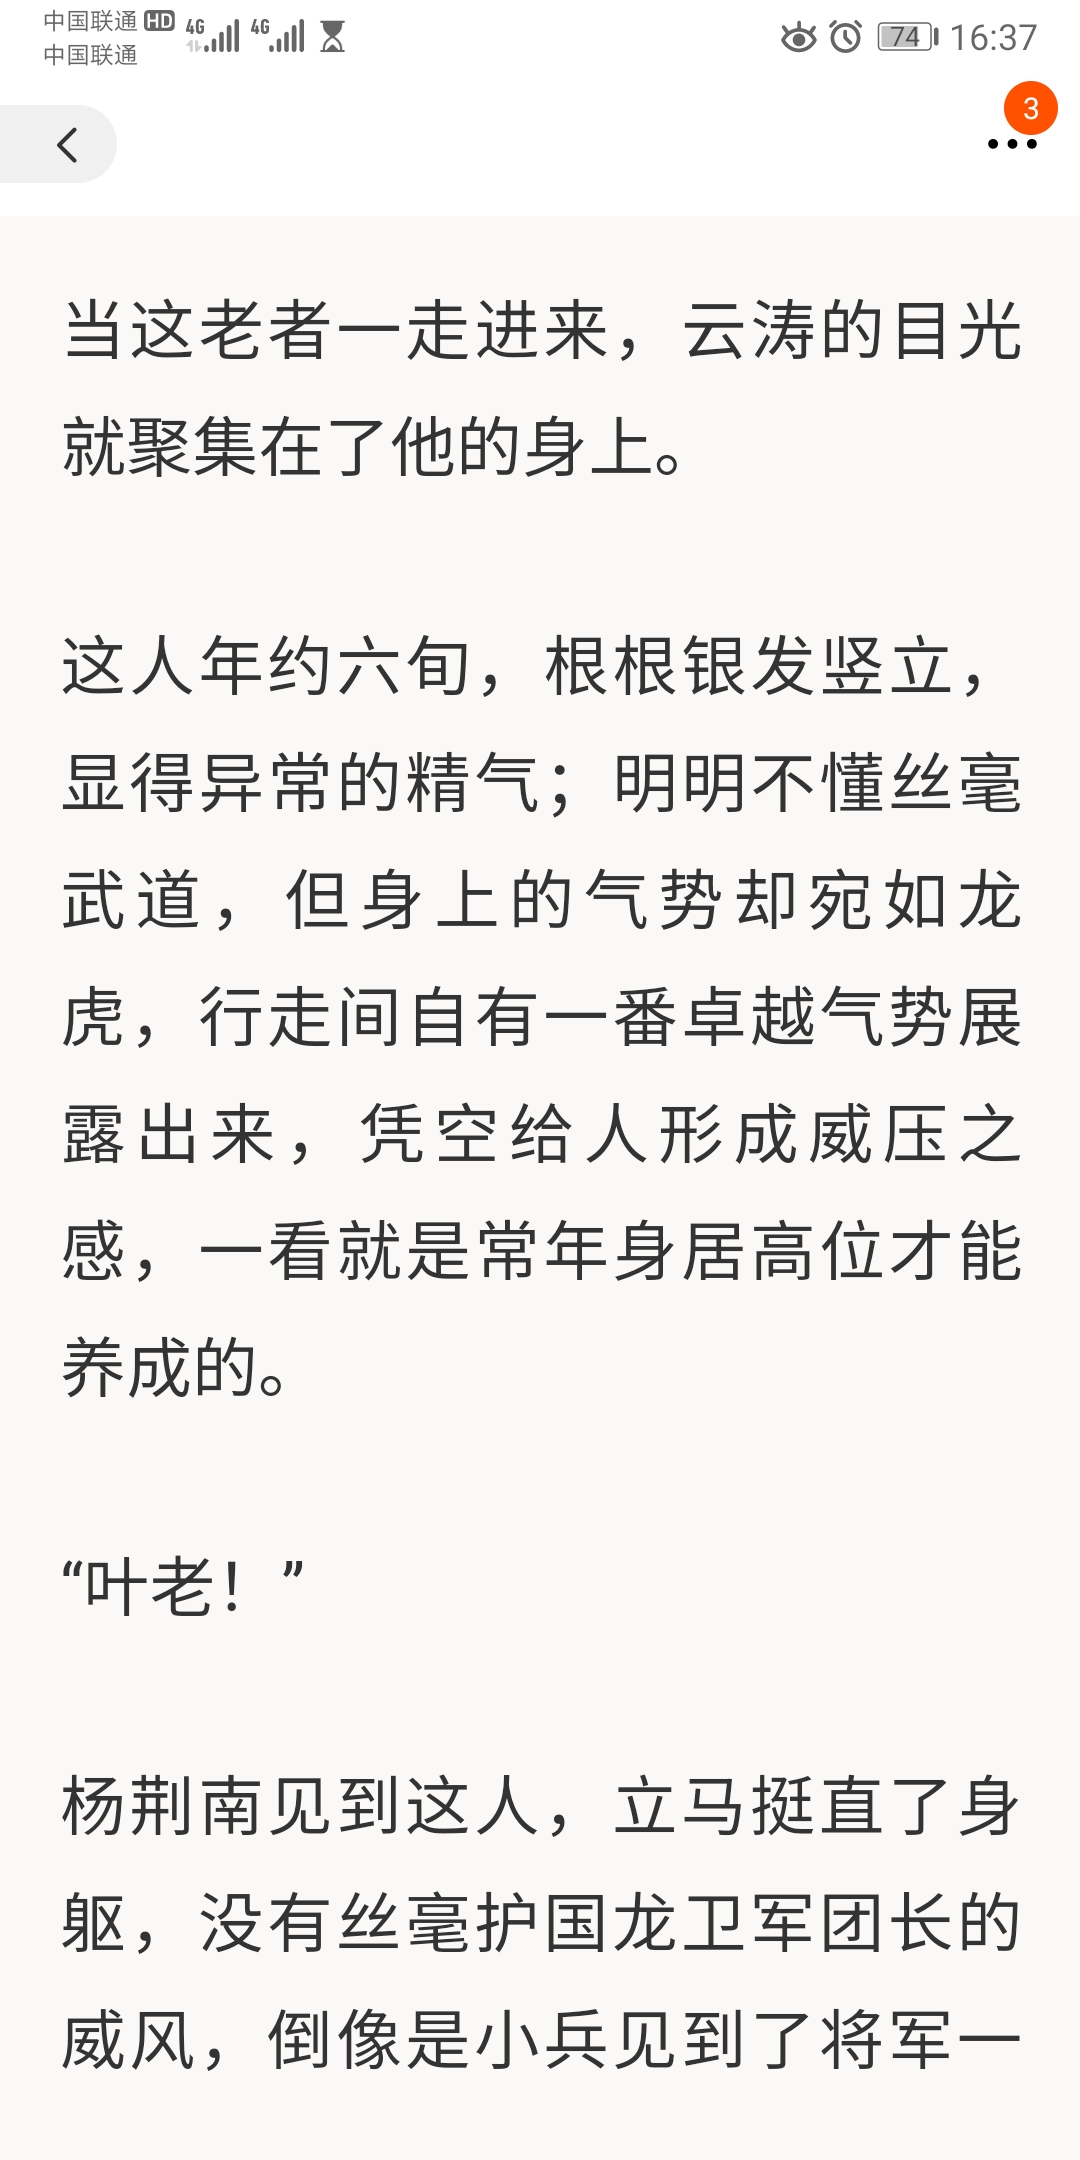 中国联通 HD 4G 4G 74 16:37
中国联通
3
当这老者一走进来，云涛的目光
就聚集在了他的身上。
这人年约六旬，根根银发竖立，
显得异常的精气；明明不懂丝毫
武道，但身上的气势却宛如龙
虎，行走间自有一番卓越气势展
露出来，凭空给人形成威压之
感，一看就是常年身居高位才能
养成的。
“叶老！”
杨荆南见到这人，立马挺直了身
躯，没有丝毫护国龙卫军团长的
威风，倒像是小兵见到了将军一